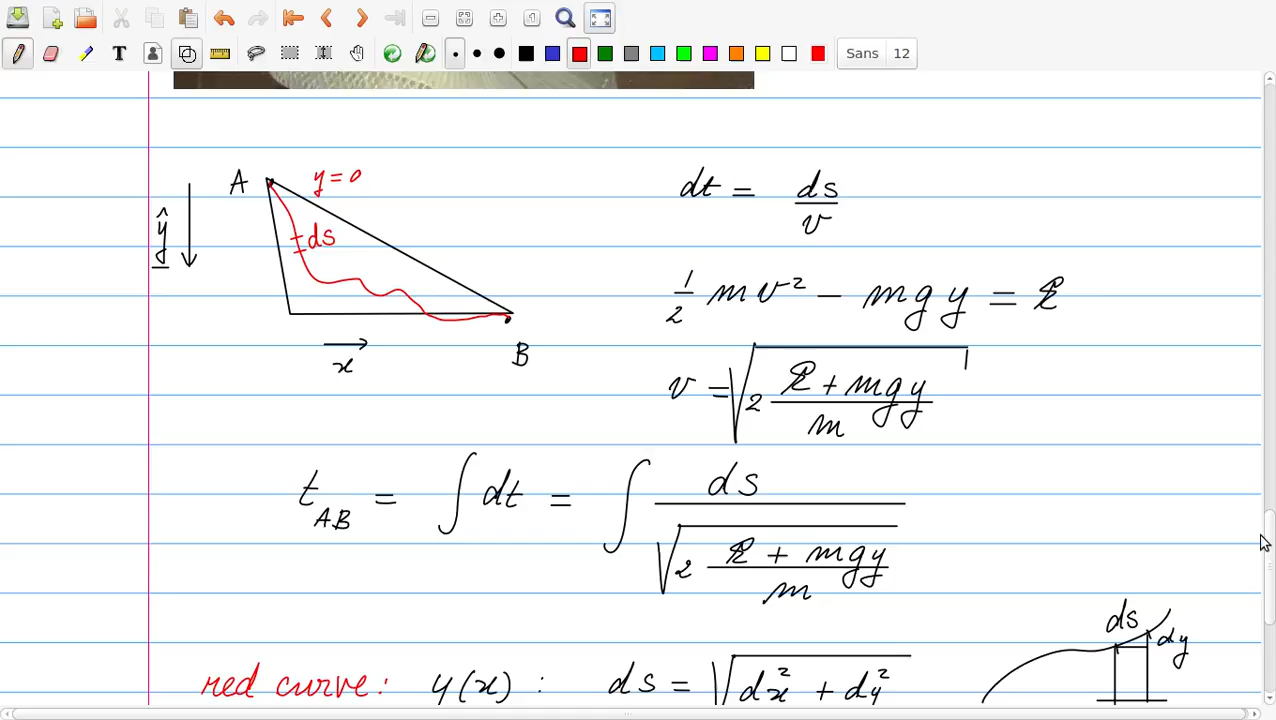 Sans 12
A y = 0
ŷ
ds
x
B
dt = ds / v
1/2 mv² − mgy = E
v = √(2 (E + mgy) / m)
t_AB = ∫ dt = ∫ ds / √(2 (E + mgy) / m)
ds
dy
red curve: y(x) : ds = √(dx² + dy²)